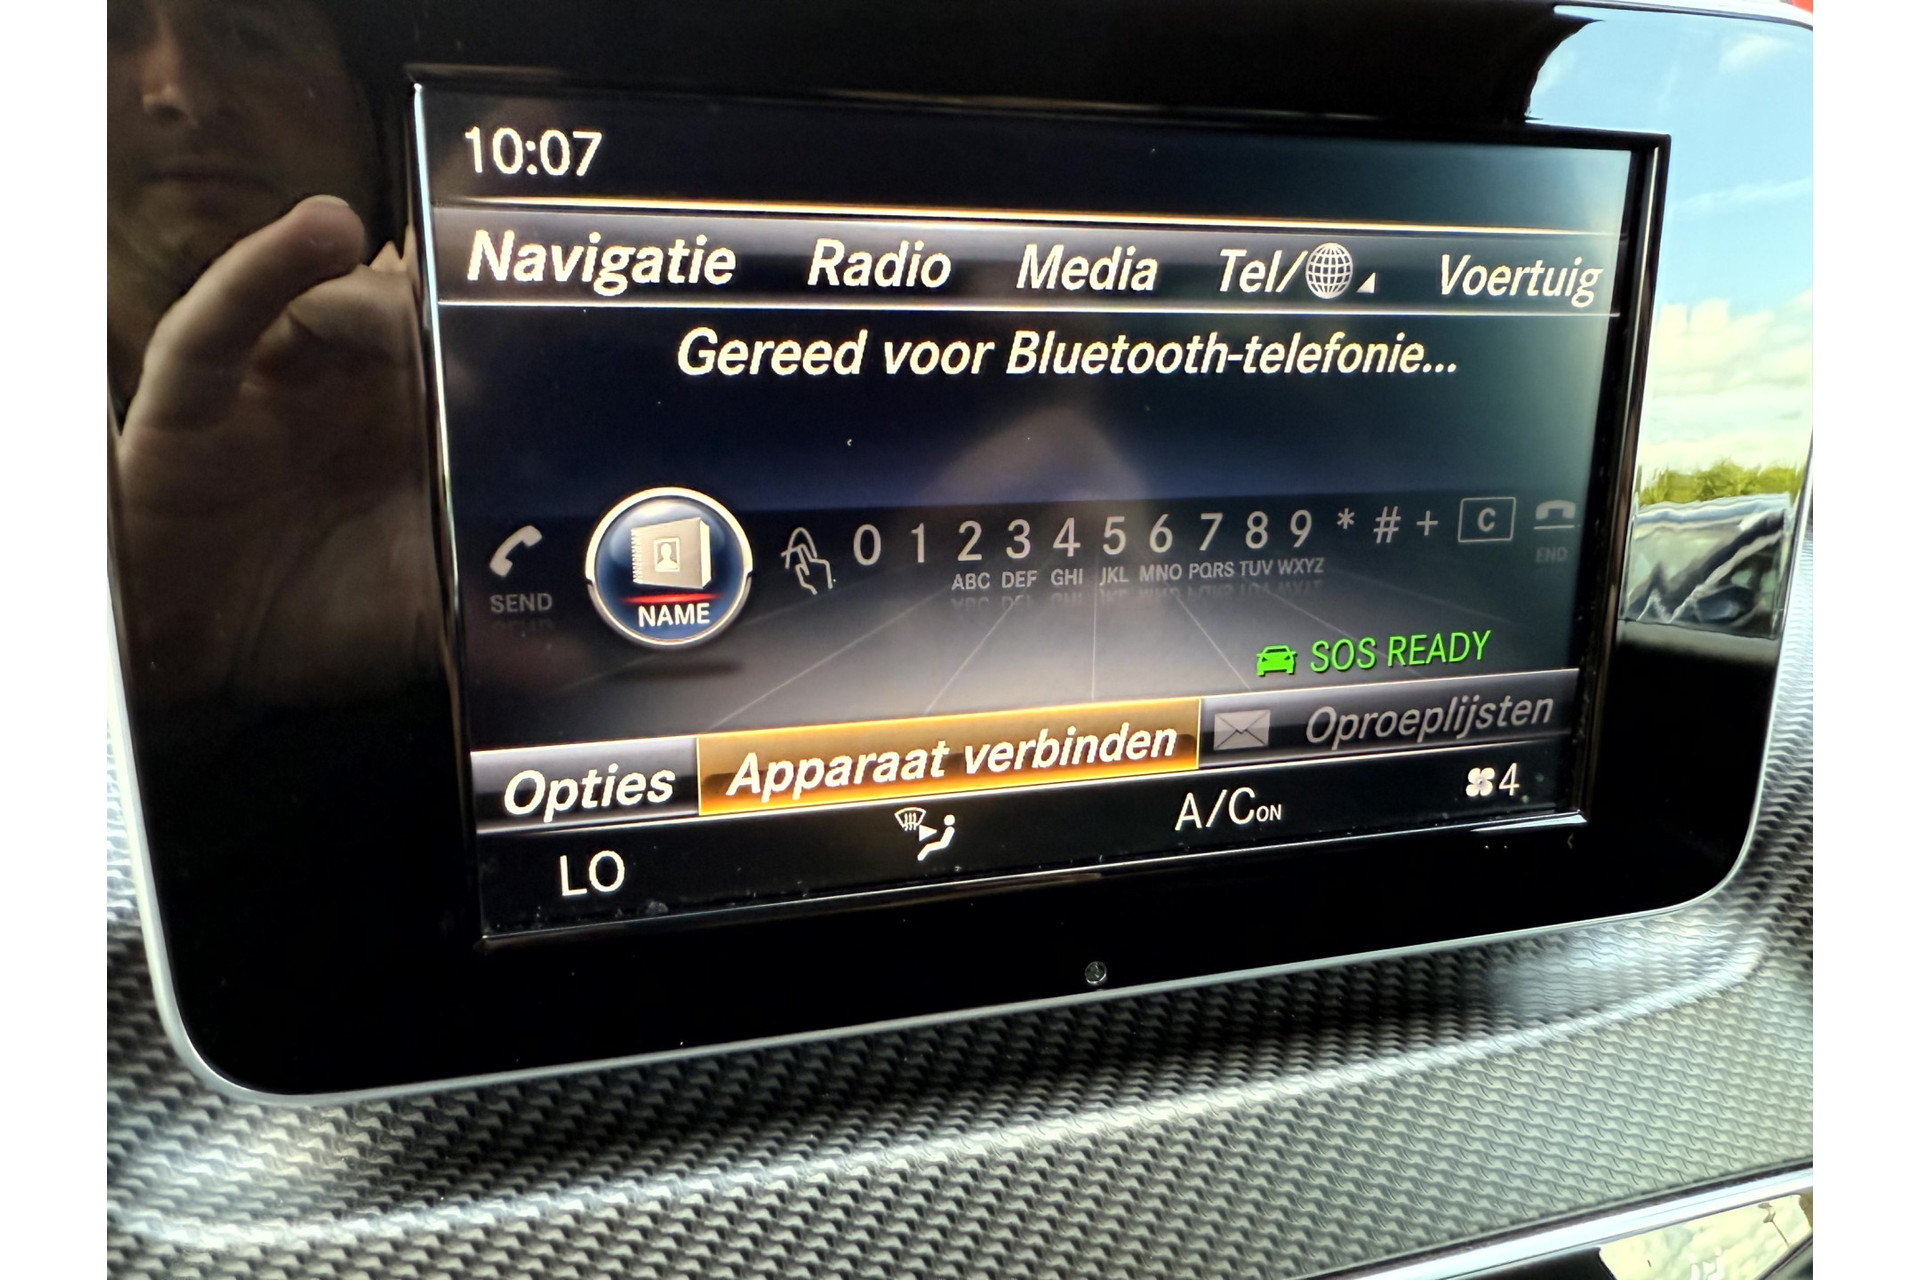 10:07
Navigatie Radio Media Tel/ Voertuig
Gereed voor Bluetooth-telefonie...
SEND NAME 0 1 2 3 4 5 6 7 8 9 * # + C END
ABC DEF GHI JKL MNO PQRS TUV WXYZ
SOS READY
Opties Apparaat verbinden Oproeplijsten
LO A/C ON 4